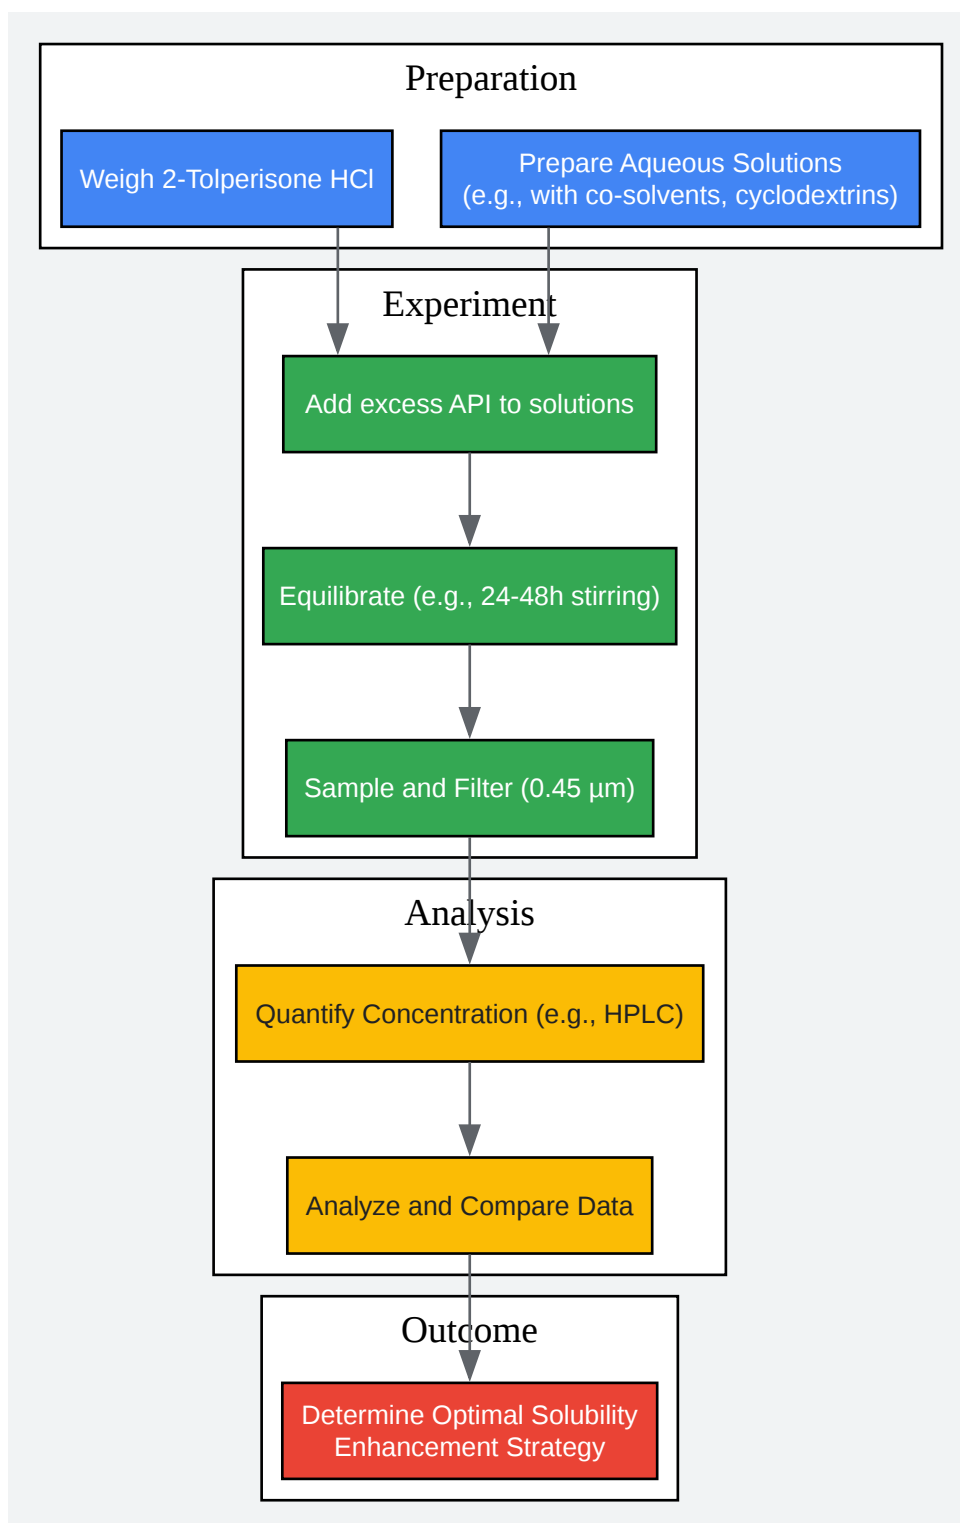 Preparation
Weigh 2-Tolperisone HCl
Prepare Aqueous Solutions
(e.g., with co-solvents, cyclodextrins)
Experiment
Add excess API to solutions
Equilibrate (e.g., 24-48h stirring)
Sample and Filter (0.45 µm)
Analysis
Quantify Concentration (e.g., HPLC)
Analyze and Compare Data
Outcome
Determine Optimal Solubility
Enhancement Strategy